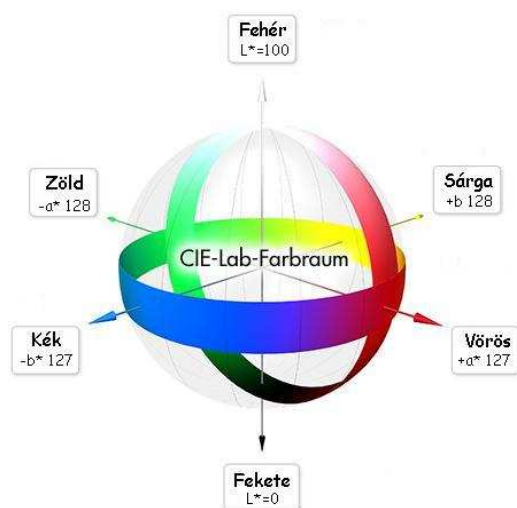 Fehér
L*=100
Zöld
-a* 128
Sárga
+b 128
CIE-Lab-Farbraum
Kék
-b* 127
Vörös
+a* 127
Fekete
L*=0